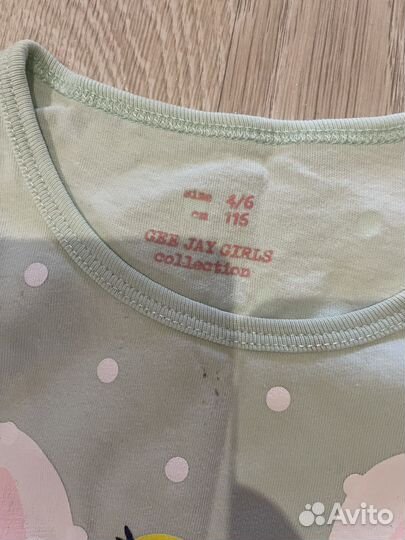 size 4/6
cm 116
GEE JAY GIRLS
collection
Avito